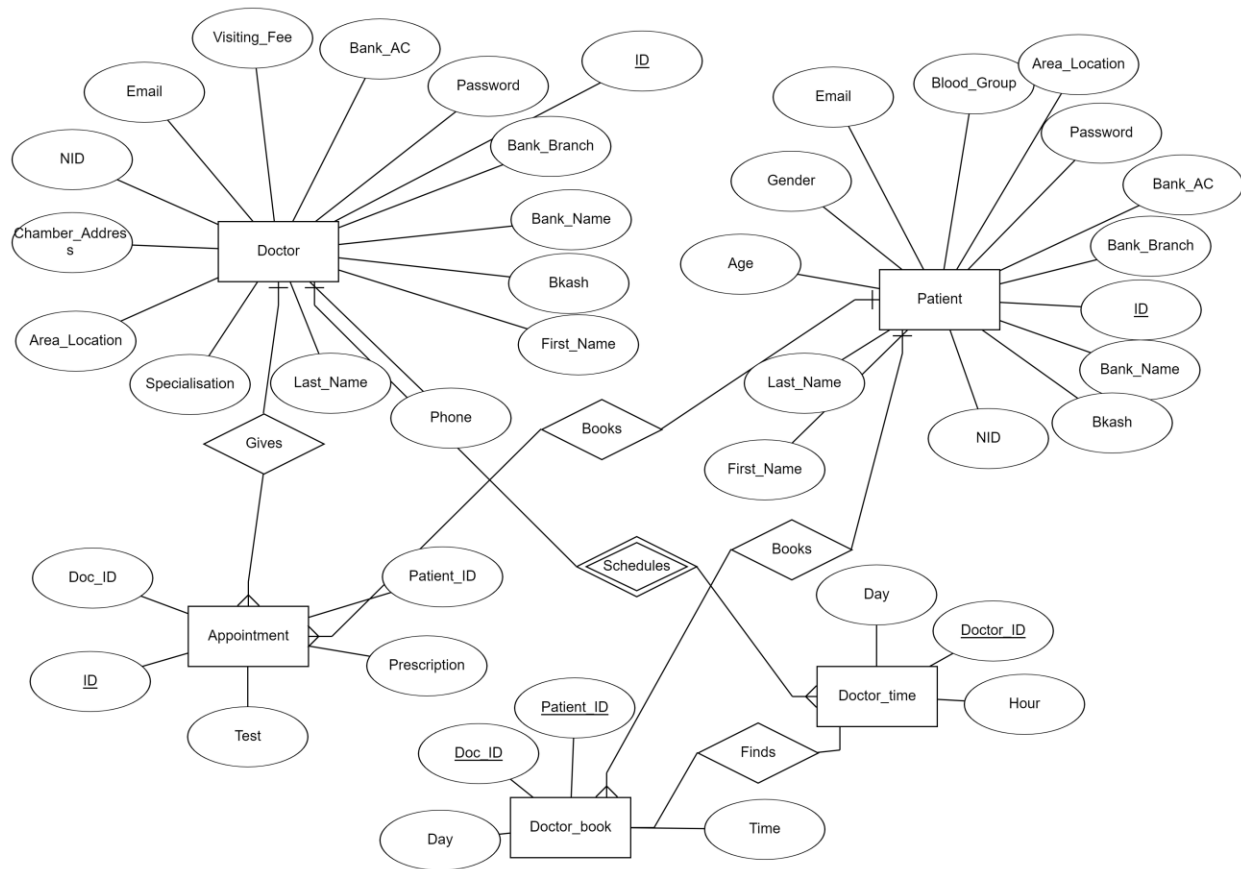 Visiting_Fee
Bank_AC
ID
Email
Password
NID
Bank_Branch
Chamber_Addres
s
Doctor
Bank_Name
Bkash
Area_Location
First_Name
Specialisation
Last_Name
Phone
Gives
Area_Location
Blood_Group
Email
Password
Gender
Bank_AC
Age
Bank_Branch
Patient
ID
Last_Name
Bank_Name
Bkash
NID
First_Name
Books
Books
Schedules
Doc_ID
Patient_ID
Appointment
Prescription
ID
Test
Day
Doctor_ID
Doctor_time
Hour
Patient_ID
Doc_ID
Finds
Day
Doctor_book
Time